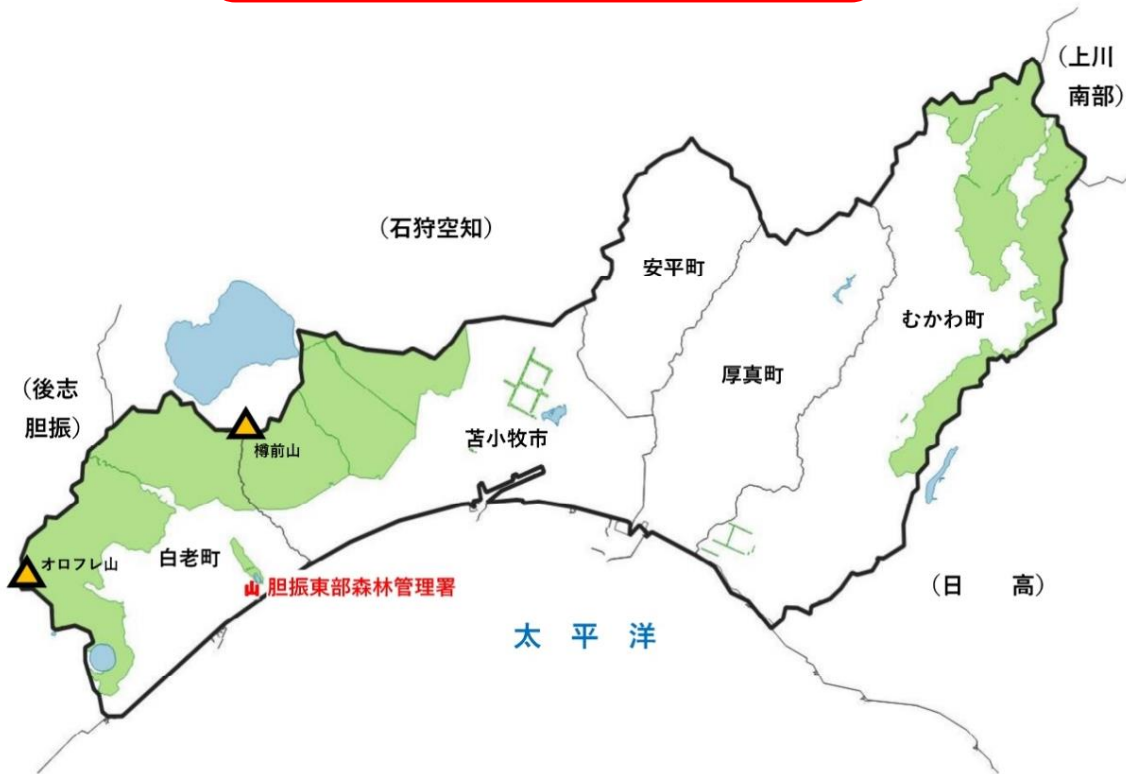 （上川
南部）
（石狩空知）
安平町
むかわ町
厚真町
（後志
胆振）
苫小牧市
樽前山
オロフレ山
白老町
山 胆振東部森林管理署
（日　高）
太 平 洋